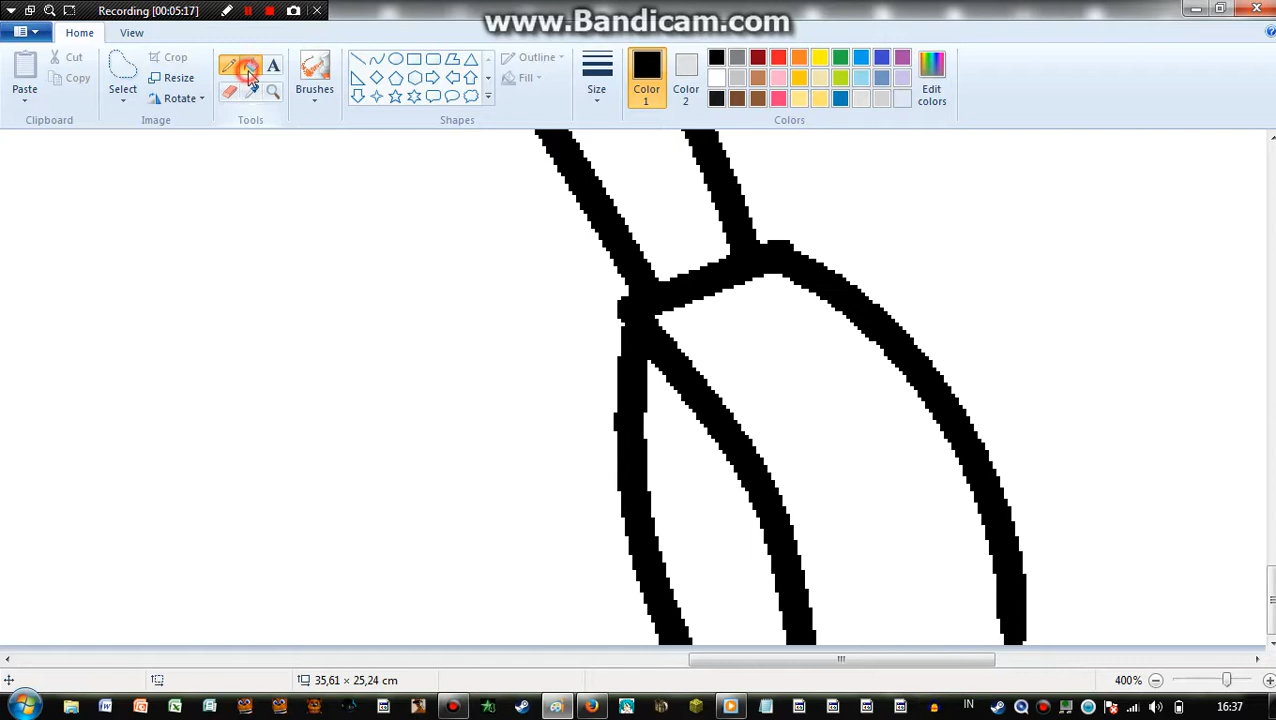 www.Bandicam.com
Recording [00:05:17]
Home
View
Paste
Cut
Copy
Clipboard
Select
Crop
Resize
Rotate
Image
A
Tools
Brushes
Outline
Fill
Shapes
Size
Color 1
Color 2
Edit colors
Colors
35,61 × 25,24 cm
400%
IN
16:37